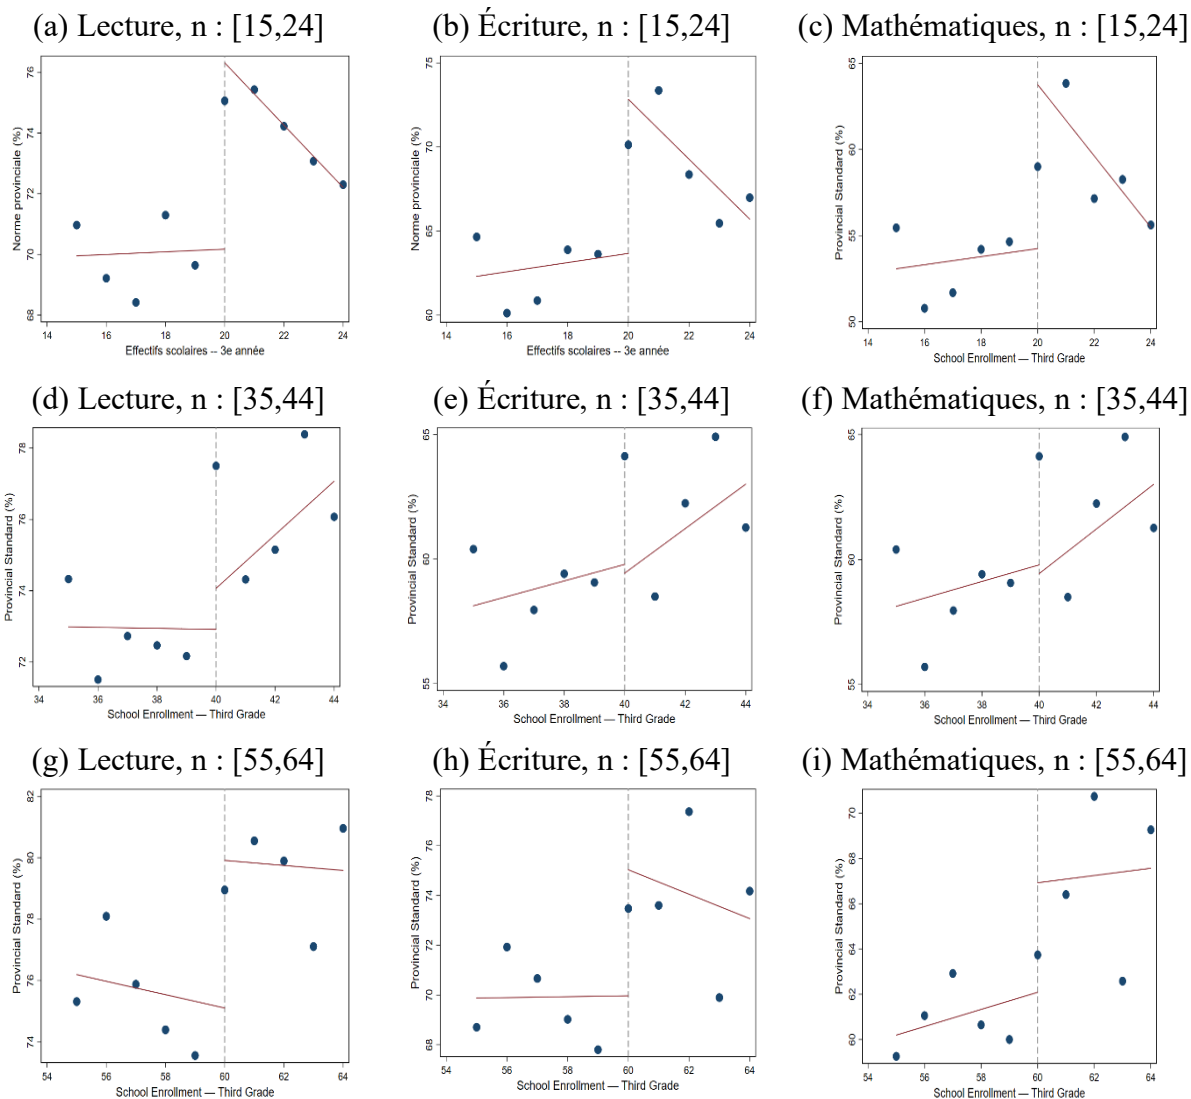 (a) Lecture, n : [15,24]
(b) Écriture, n : [15,24]
(c) Mathématiques, n : [15,24]
Norme provinciale (%)
76
74
72
70
68
14 16 18 20 22 24
Effectifs scolaires -- 3e année
Norme provinciale (%)
75
70
65
60
14 16 18 20 22 24
Effectifs scolaires -- 3e année
Provincial Standard (%)
65
60
55
50
14 16 18 20 22 24
School Enrollment — Third Grade
(d) Lecture, n : [35,44]
(e) Écriture, n : [35,44]
(f) Mathématiques, n : [35,44]
Provincial Standard (%)
78
76
74
72
34 36 38 40 42 44
School Enrollment — Third Grade
Provincial Standard (%)
65
60
55
34 36 38 40 42 44
School Enrollment — Third Grade
Provincial Standard (%)
65
60
55
34 36 38 40 42 44
School Enrollment — Third Grade
(g) Lecture, n : [55,64]
(h) Écriture, n : [55,64]
(i) Mathématiques, n : [55,64]
Provincial Standard (%)
82
80
78
76
74
54 56 58 60 62 64
School Enrollment — Third Grade
Provincial Standard (%)
78
76
74
72
70
68
54 56 58 60 62 64
School Enrollment — Third Grade
Provincial Standard (%)
70
68
66
64
62
60
54 56 58 60 62 64
School Enrollment — Third Grade